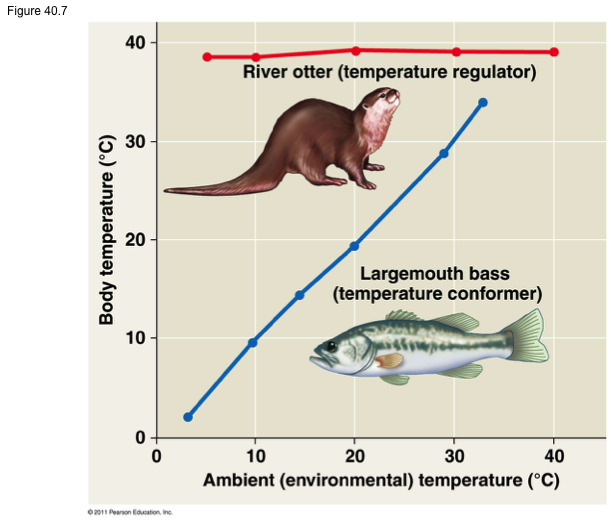 Figure 40.7
40
River otter (temperature regulator)
30
Body temperature (°C)
20
Largemouth bass
(temperature conformer)
10
0
0 10 20 30 40
Ambient (environmental) temperature (°C)
© 2011 Pearson Education, Inc.